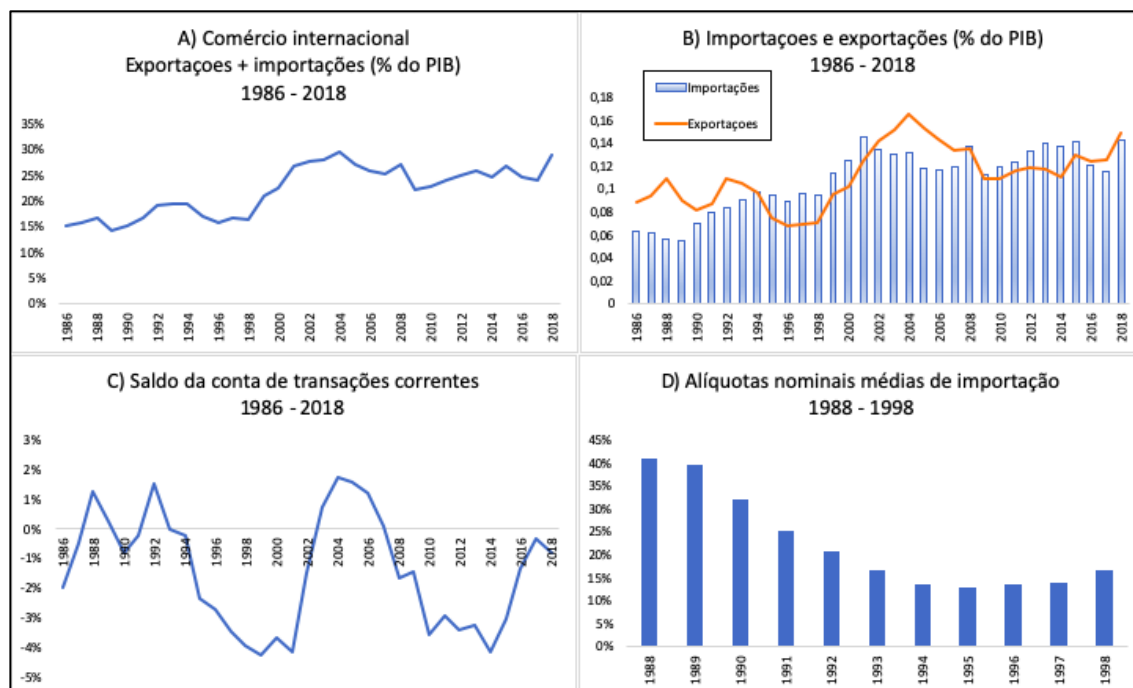 A) Comércio internacional
Exportaçoes + importações (% do PIB)
1986 - 2018
35%
30%
25%
20%
15%
10%
5%
0%
1986 1988 1990 1992 1994 1996 1998 2000 2002 2004 2006 2008 2010 2012 2014 2016 2018
B) Importaçoes e exportações (% do PIB)
1986 - 2018
Importações
Exportaçoes
0,18
0,16
0,14
0,12
0,1
0,08
0,06
0,04
0,02
0
1986 1988 1990 1992 1994 1996 1998 2000 2002 2004 2006 2008 2010 2012 2014 2016 2018
C) Saldo da conta de transações correntes
1986 - 2018
3%
2%
1%
0%
-1%
-2%
-3%
-4%
-5%
1986 1988 1990 1992 1994 1996 1998 2000 2002 2004 2006 2008 2010 2012 2014 2016 2018
D) Alíquotas nominais médias de importação
1988 - 1998
45%
40%
35%
30%
25%
20%
15%
10%
5%
0%
1988 1989 1990 1991 1992 1993 1994 1995 1996 1997 1998